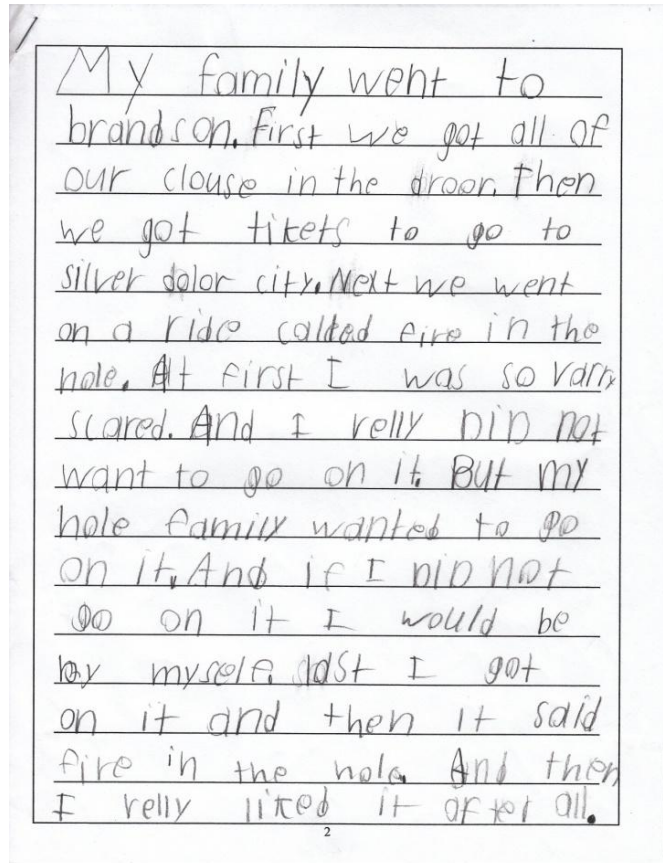 My family went to
brandson. First we got all of
our clouse in the droor. Then
we got tikets to go to
silver dolor city. Next we went
on a ride called fire in the
hole. At first I was so varry
scared. And I relly DID not
want to go on it. But my
hole family wanted to go
on it. And if I DID not
go on it I would be
by myself. last I got
on it and then it said
fire in the hole. And then
I relly liked it after all.
2